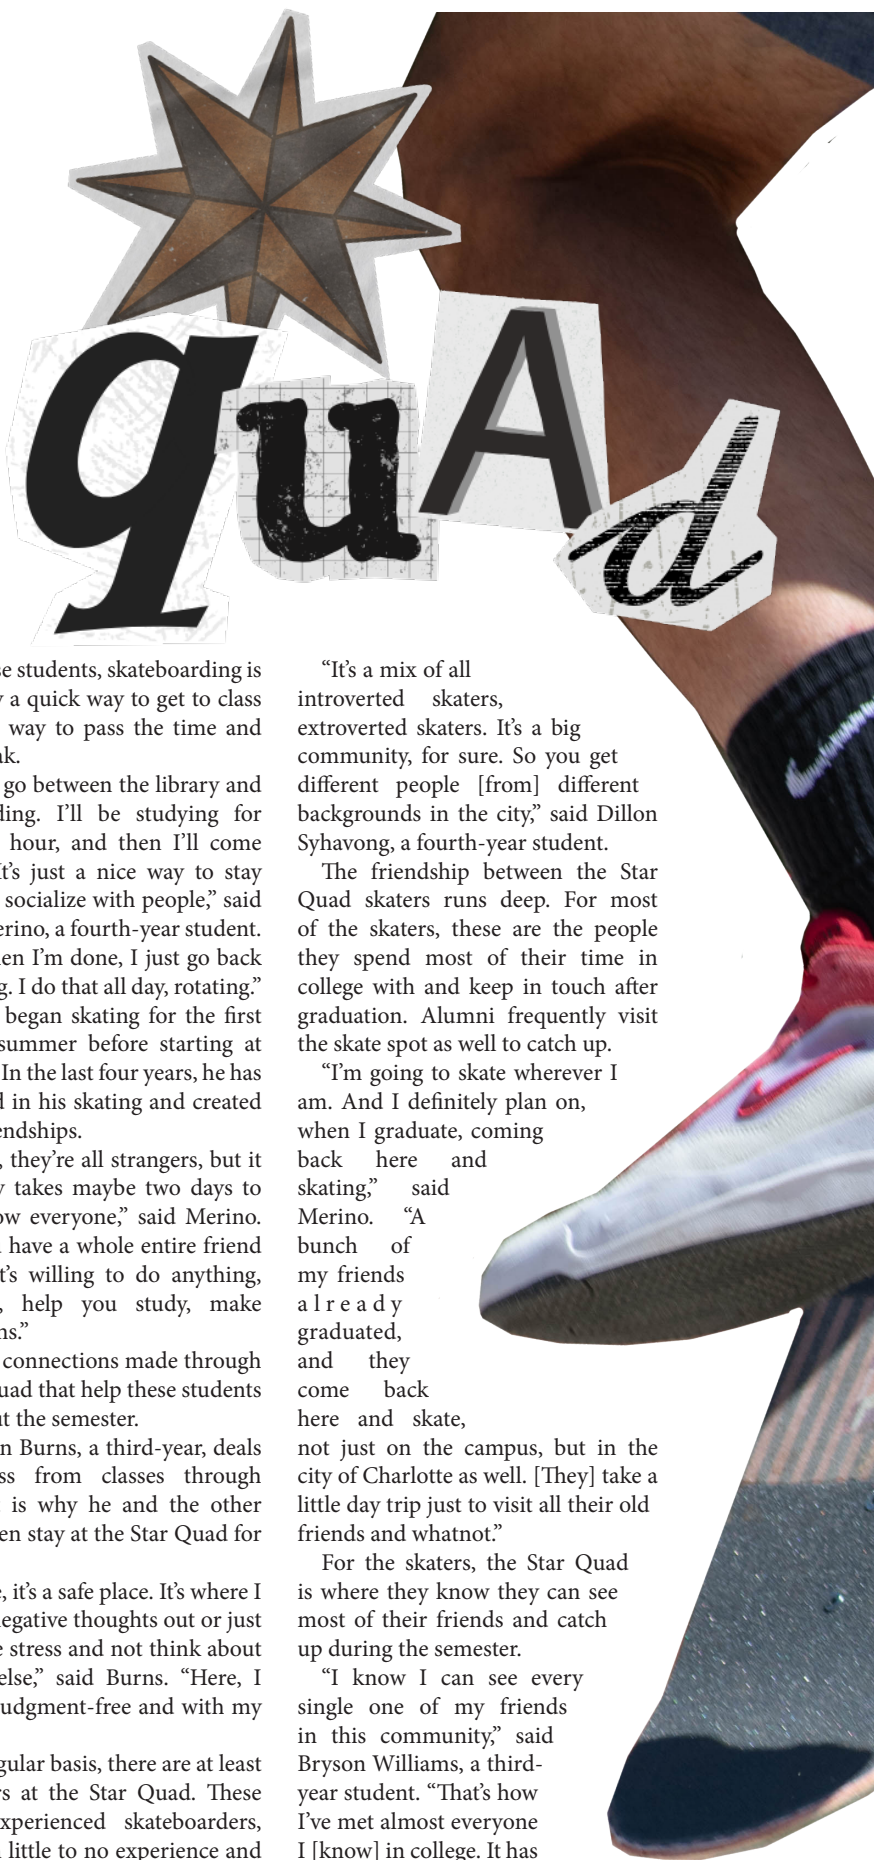 quAd
se students, skateboarding is
y a quick way to get to class
way to pass the time and
ak.
go between the library and
ding. I’ll be studying for
hour, and then I’ll come
It’s just a nice way to stay
socialize with people,” said
erino, a fourth-year student.
en I’m done, I just go back
g. I do that all day, rotating.”
began skating for the first
summer before starting at
In the last four years, he has
d in his skating and created
endships.
, they’re all strangers, but it
y takes maybe two days to
ow everyone,” said Merino.
have a whole entire friend
t’s willing to do anything,
, help you study, make
ns.”
connections made through
uad that help these students
ut the semester.
n Burns, a third-year, deals
ss from classes through
is why he and the other
en stay at the Star Quad for
e, it’s a safe place. It’s where I
negative thoughts out or just
e stress and not think about
else,” said Burns. “Here, I
udgment-free and with my
gular basis, there are at least
rs at the Star Quad. These
xperienced skateboarders,
little to no experience and
“It’s a mix of all
introverted skaters,
extroverted skaters. It’s a big
community, for sure. So you get
different people [from] different
backgrounds in the city,” said Dillon
Syhavong, a fourth-year student.
The friendship between the Star
Quad skaters runs deep. For most
of the skaters, these are the people
they spend most of their time in
college with and keep in touch after
graduation. Alumni frequently visit
the skate spot as well to catch up.
“I’m going to skate wherever I
am. And I definitely plan on,
when I graduate, coming
back here and
skating,” said
Merino. “A
bunch of
my friends
already
graduated,
and they
come back
here and skate,
not just on the campus, but in the
city of Charlotte as well. [They] take a
little day trip just to visit all their old
friends and whatnot.”
For the skaters, the Star Quad
is where they know they can see
most of their friends and catch
up during the semester.
“I know I can see every
single one of my friends
in this community,” said
Bryson Williams, a third-
year student. “That’s how
I’ve met almost everyone
I [know] in college. It has